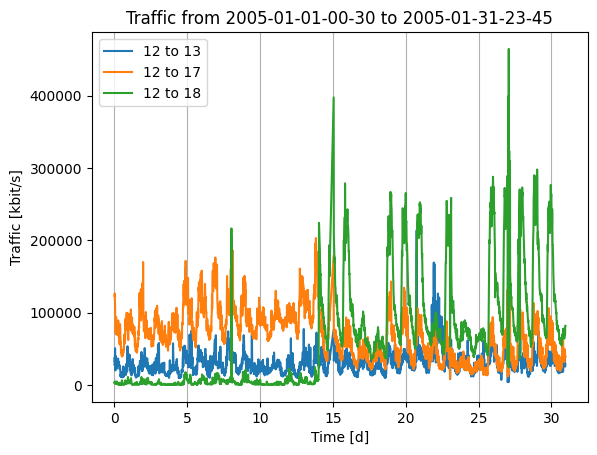 Traffic from 2005-01-01-00-30 to 2005-01-31-23-45
12 to 13
12 to 17
12 to 18
400000
300000
200000
100000
0
Traffic [kbit/s]
0 5 10 15 20 25 30
Time [d]